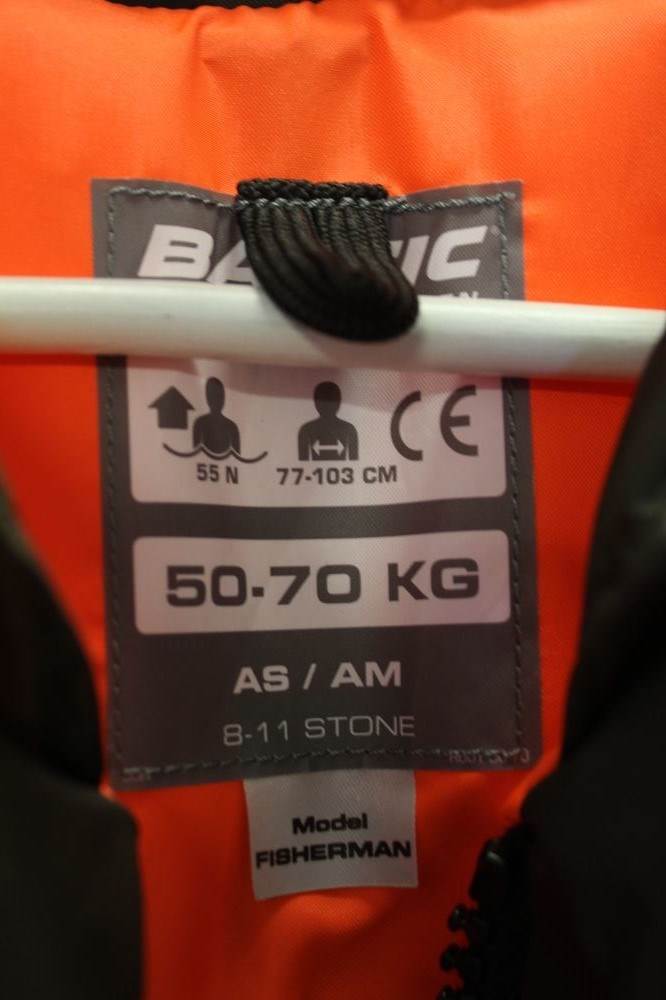 55 N
77-103 CM
CE
50-70 KG
AS / AM
8-11 STONE
Model
FISHERMAN